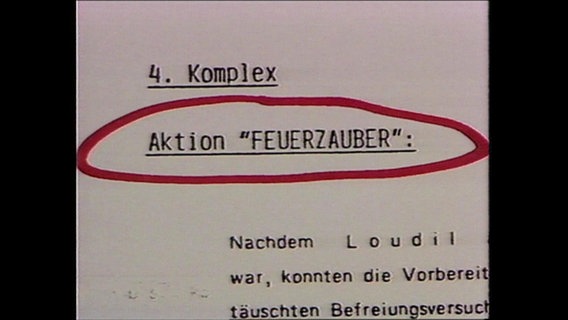 4. Komplex
Aktion "FEUERZAUBER":
Nachdem Loudil
war, konnten die Vorbereit
täuschten Befreiungsversuch